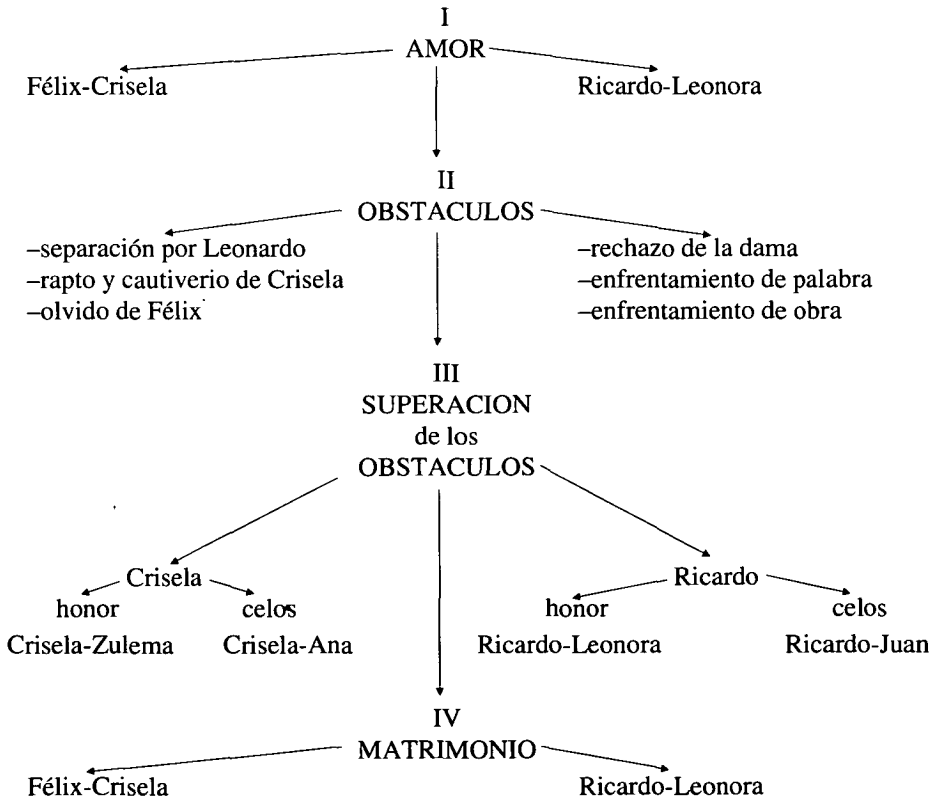 I
AMOR
Félix-Crisela
Ricardo-Leonora
II
OBSTACULOS
–separación por Leonardo
–rapto y cautiverio de Crisela
–olvido de Félix
–rechazo de la dama
–enfrentamiento de palabra
–enfrentamiento de obra
III
SUPERACION
de los
OBSTACULOS
Crisela
honor
Crisela-Zulema
celos
Crisela-Ana
Ricardo
honor
Ricardo-Leonora
celos
Ricardo-Juan
IV
MATRIMONIO
Félix-Crisela
Ricardo-Leonora